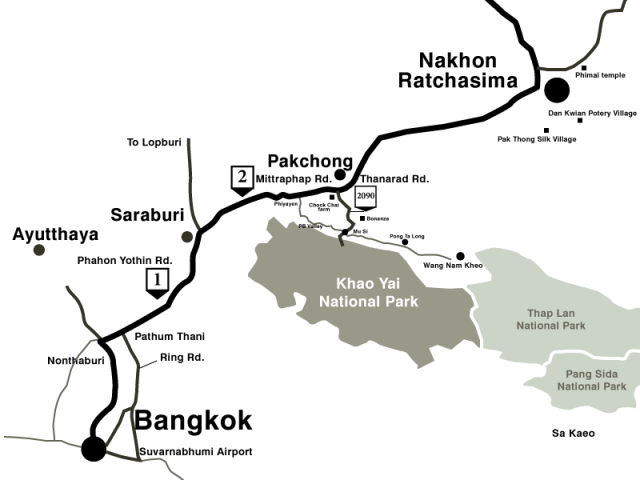 Nakhon
Ratchasima
Phimai temple
Dan Kwian Potery Village
Pak Thong Silk Village
To Lopburi
Pakchong
2
Mittraphap Rd.
Thanarad Rd.
2090
Phiyayen
Chock Chai
farm
Bonanza
Saraburi
PB Valley
Mu Si
Ayutthaya
Pong Ta Long
Phahon Yothin Rd.
Wang Nam Kheo
1
Khao Yai
National Park
Thap Lan
National Park
Pathum Thani
Nonthaburi
Ring Rd.
Pang Sida
National Park
Bangkok
Sa Kaeo
Suvarnabhumi Airport